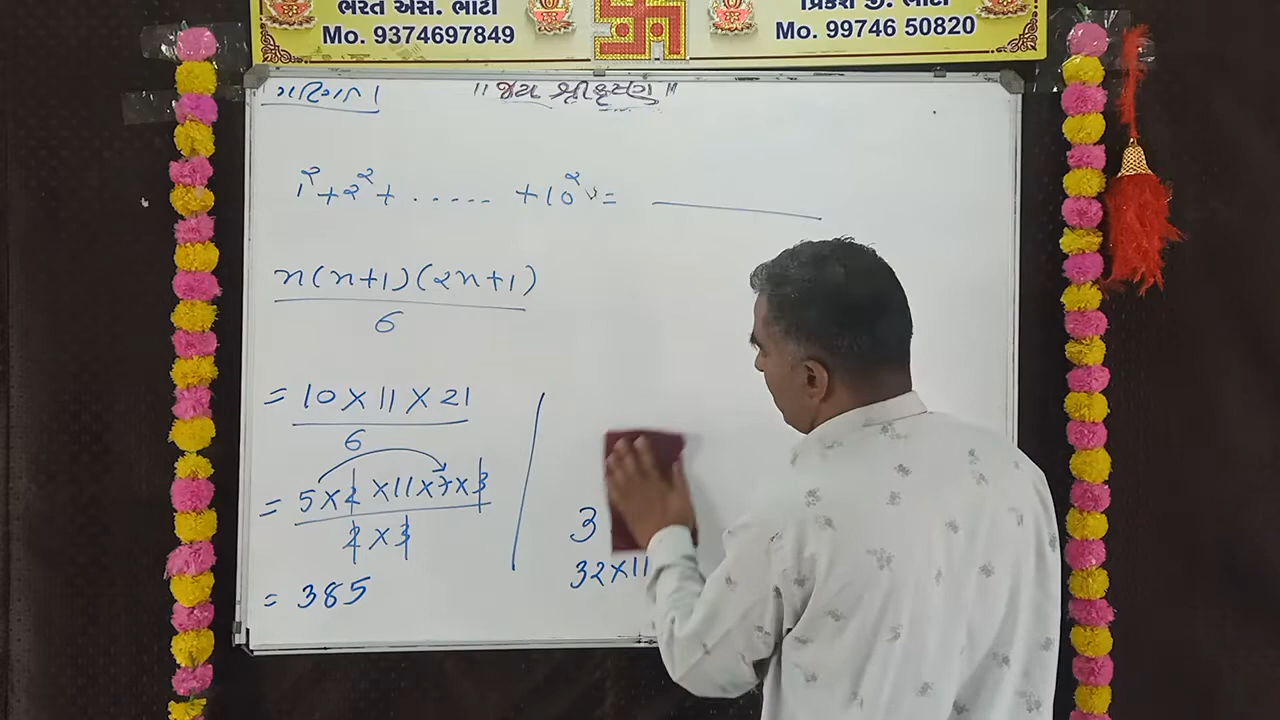 ભરત એસ. ભાટી
Mo. 9374697849
પ્રિકેશ જી. ભાટી
Mo. 99746 50820
ગણિત
॥ જય શ્રીકૃષ્ણ ॥
1² + 2² + ...... + 10² =
n(n+1)(2n+1)
6
= 10 × 11 × 21
6
= 5 × 2 × 11 × 7 × 3
2 × 3
= 385
3
32×11